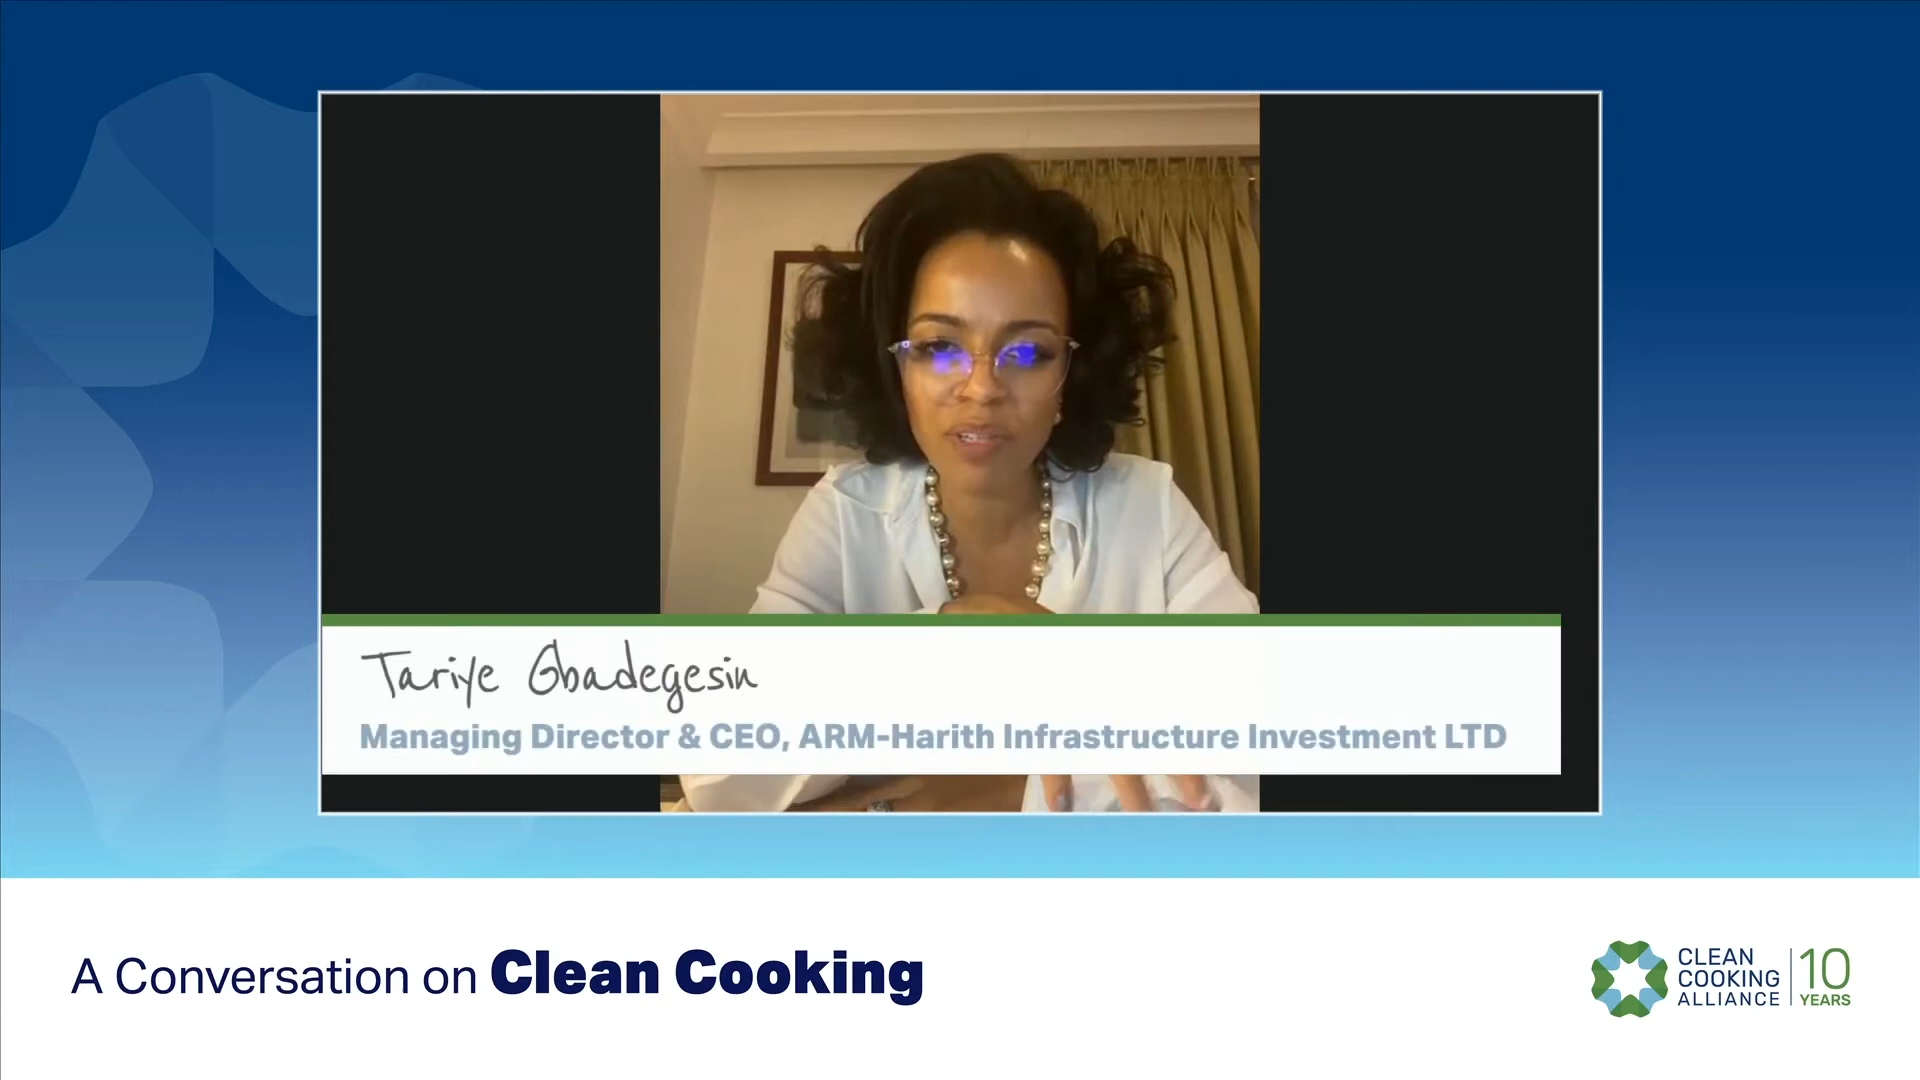 Tariye Gbadegesin
Managing Director & CEO, ARM-Harith Infrastructure Investment LTD
A Conversation on Clean Cooking
CLEAN
COOKING
ALLIANCE
10
YEARS